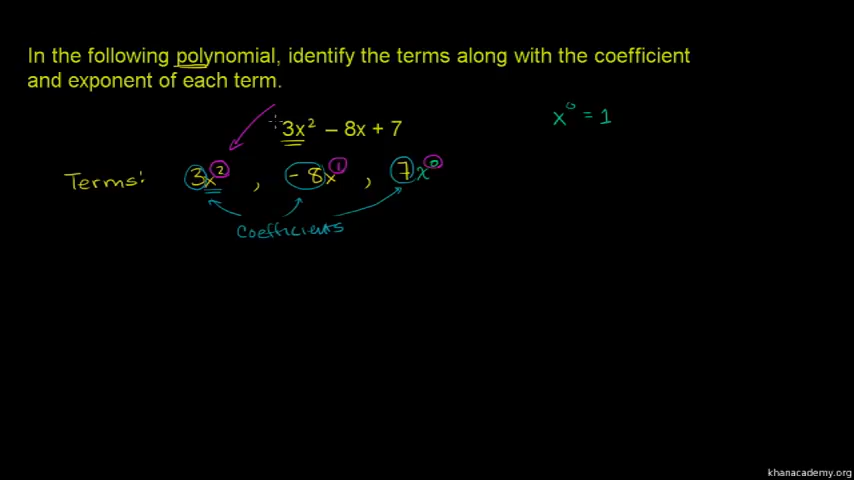 In the following polynomial, identify the terms along with the coefficient
and exponent of each term.
x⁰ = 1
3x² – 8x + 7
Terms: 3x², -8x¹, 7x⁰
Coefficients
khanacademy.org